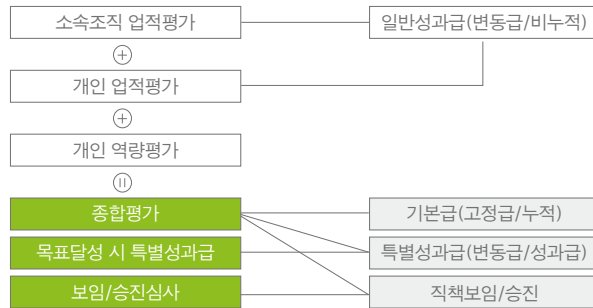 소속조직 업적평가
일반성과급(변동급/비누적)
개인 업적평가
개인 역량평가
종합평가
기본급(고정급/누적)
목표달성 시 특별성과급
특별성과급(변동급/성과급)
보임/승진심사
직책보임/승진